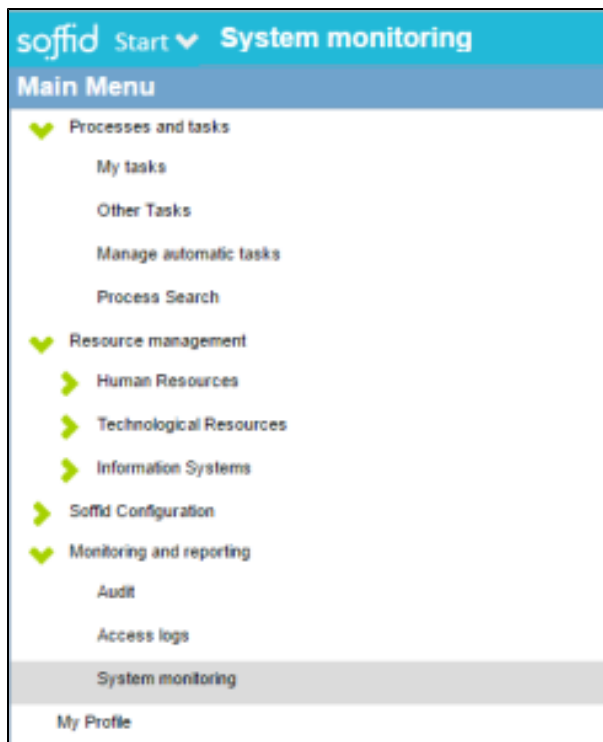 soffid Start System monitoring
Main Menu
Processes and tasks
My tasks
Other Tasks
Manage automatic tasks
Process Search
Resource management
Human Resources
Technological Resources
Information Systems
Soffid Configuration
Monitoring and reporting
Audit
Access logs
System monitoring
My Profile